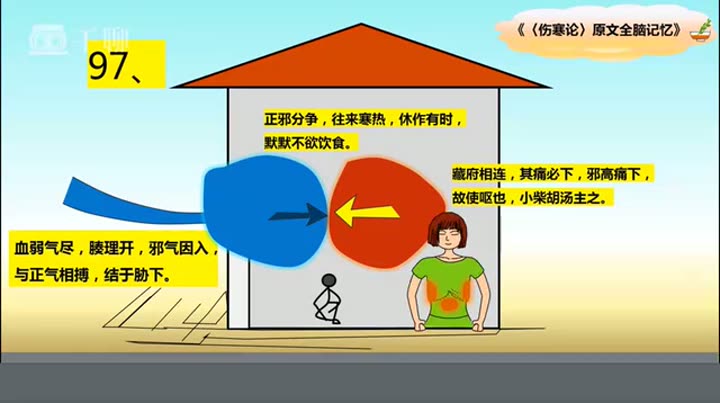 千聊
《〈伤寒论〉原文全脑记忆》
97、
正邪分争，往来寒热，休作有时，
默默不欲饮食。
藏府相连，其痛必下，邪高痛下，
故使呕也，小柴胡汤主之。
血弱气尽，腠理开，邪气因入，
与正气相搏，结于胁下。